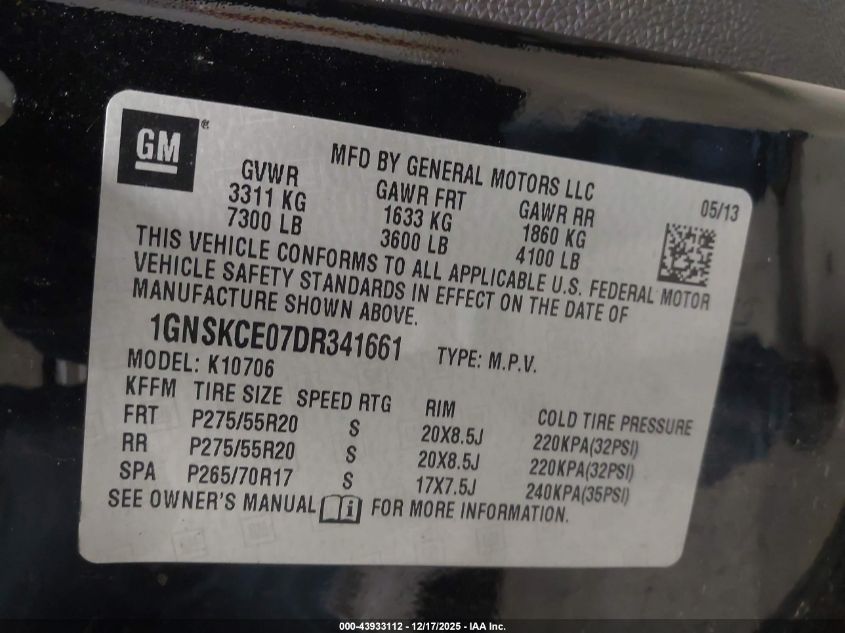 GM®
MFD BY GENERAL MOTORS LLC
05/13
GVWR GAWR FRT GAWR RR
3311 KG 1633 KG 1860 KG
7300 LB 3600 LB 4100 LB
THIS VEHICLE CONFORMS TO ALL APPLICABLE U.S. FEDERAL MOTOR
VEHICLE SAFETY STANDARDS IN EFFECT ON THE DATE OF
MANUFACTURE SHOWN ABOVE.
1GNSKCE07DR341661 TYPE: M.P.V.
MODEL: K10706
KFFM TIRE SIZE SPEED RTG RIM COLD TIRE PRESSURE
FRT P275/55R20 S 20X8.5J 220KPA(32PSI)
RR P275/55R20 S 20X8.5J 220KPA(32PSI)
SPA P265/70R17 S 17X7.5J 240KPA(35PSI)
SEE OWNER'S MANUAL FOR MORE INFORMATION.
000-43933112 - 12/17/2025 - IAA Inc.